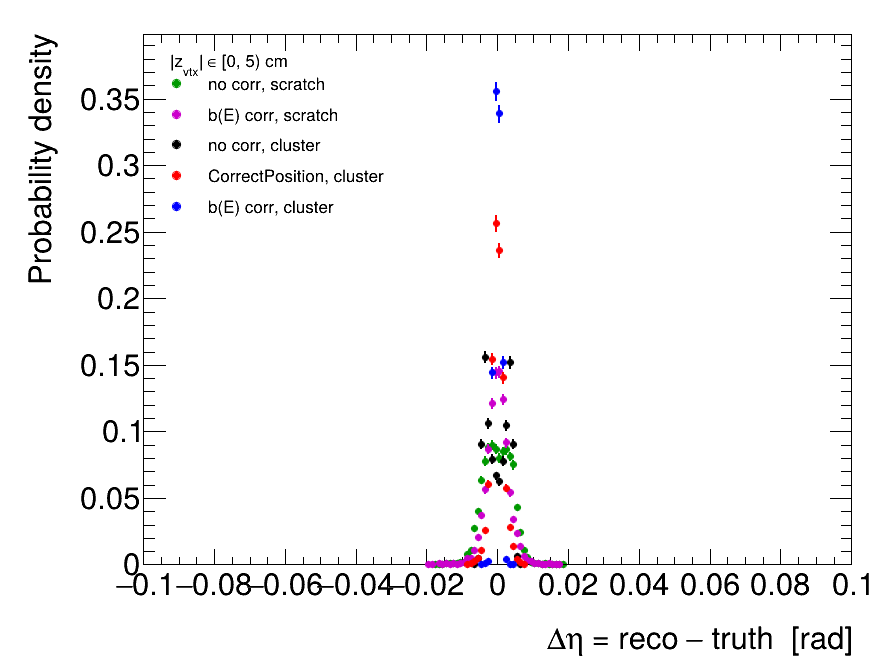 Probability density
|z_vtx| ∈ [0, 5) cm
no corr, scratch
b(E) corr, scratch
no corr, cluster
CorrectPosition, cluster
b(E) corr, cluster
0.35
0.3
0.25
0.2
0.15
0.1
0.05
0
−0.1 −0.08 −0.06 −0.04 −0.02 0 0.02 0.04 0.06 0.08 0.1
Δη = reco − truth [rad]